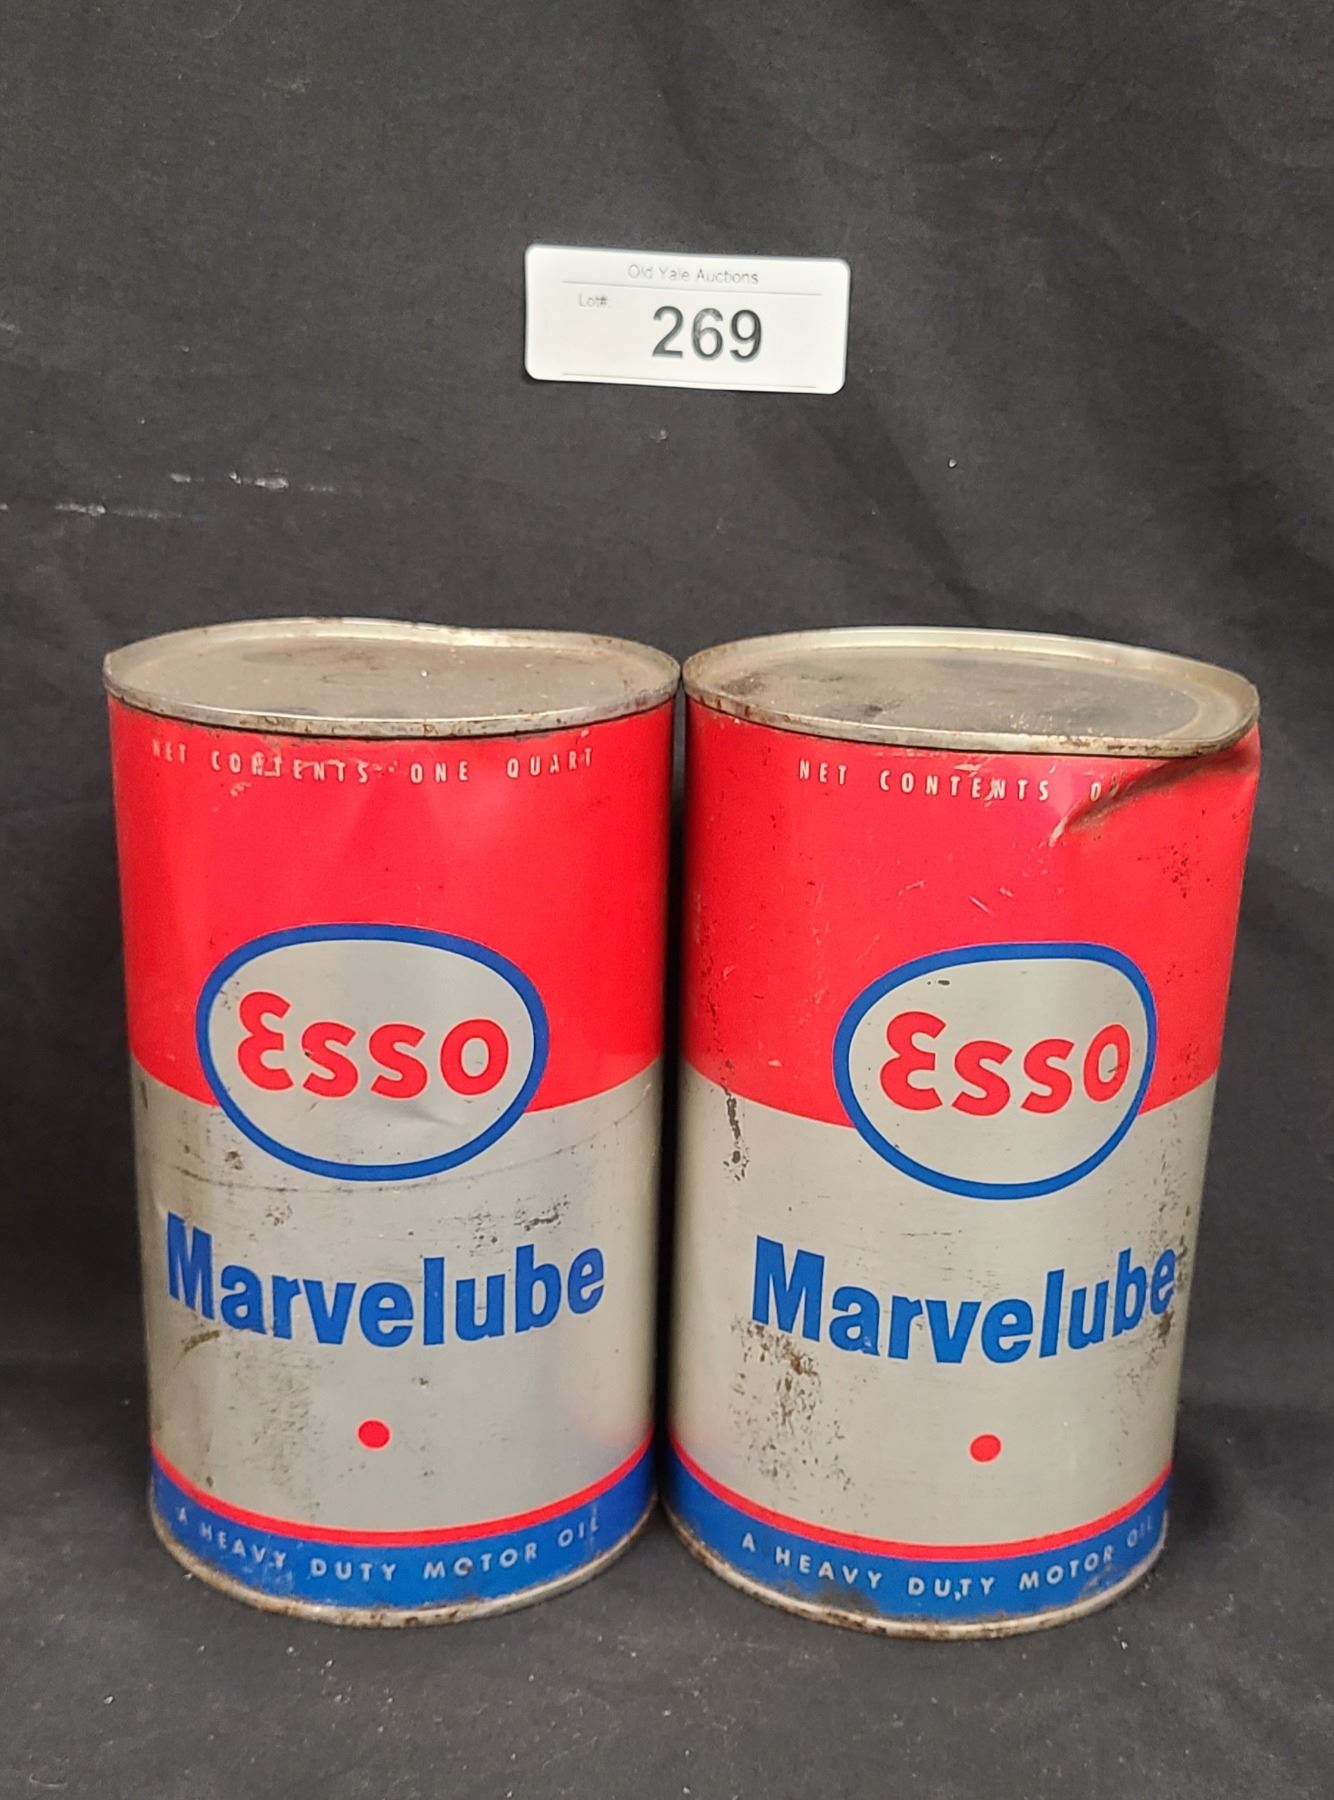 Old Yale Auctions
Lot#
269
NET CONTENTS ONE QUART
Esso
Marvelube
A HEAVY DUTY MOTOR OIL
NET CONTENTS
Esso
Marvelube
A HEAVY DUTY MOTOR OIL